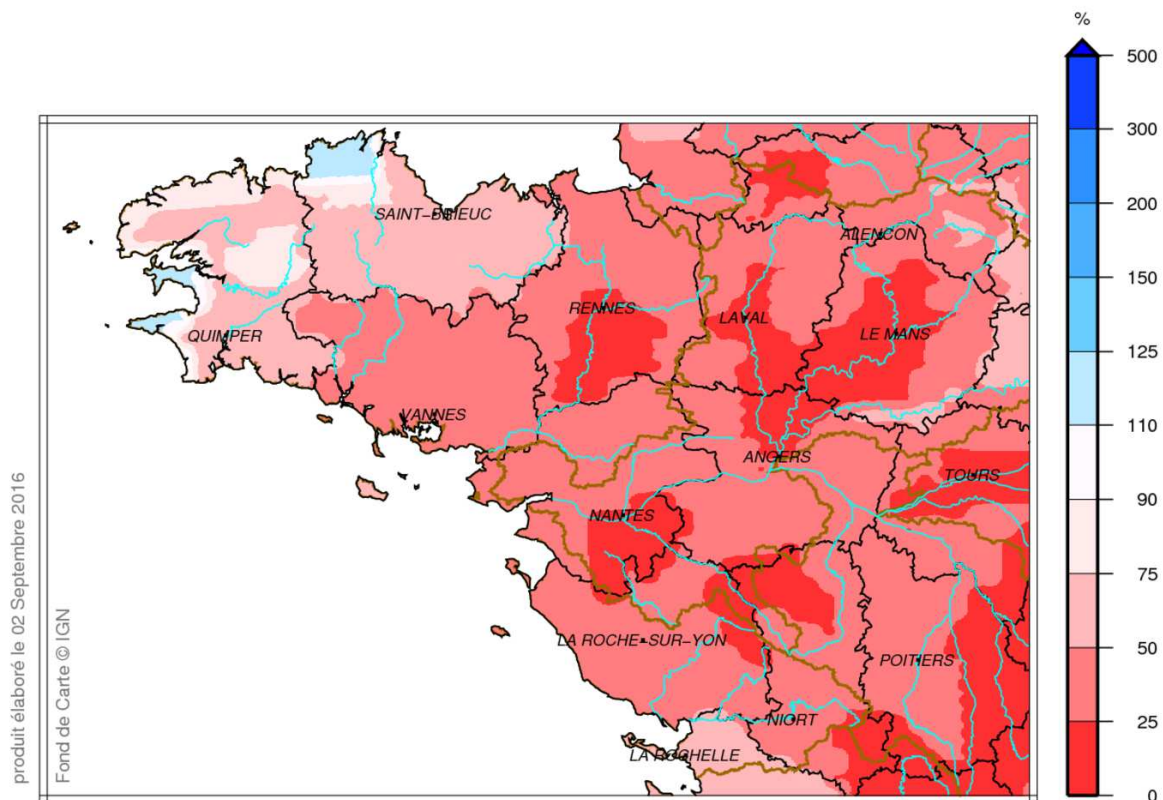 %
500
300
200
150
125
110
90
75
50
25
0
SAINT-BRIEUC
ALENCON
RENNES
LAVAL
LE MANS
QUIMPER
VANNES
ANGERS
TOURS
NANTES
LA ROCHE-SUR-YON
POITIERS
NIORT
LA ROCHELLE
produit élaboré le 02 Septembre 2016
Fond de Carte © IGN